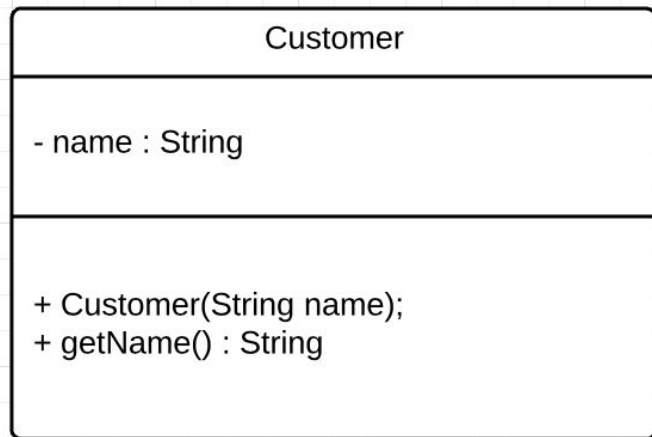 Customer
- name : String
+ Customer(String name);
+ getName() : String